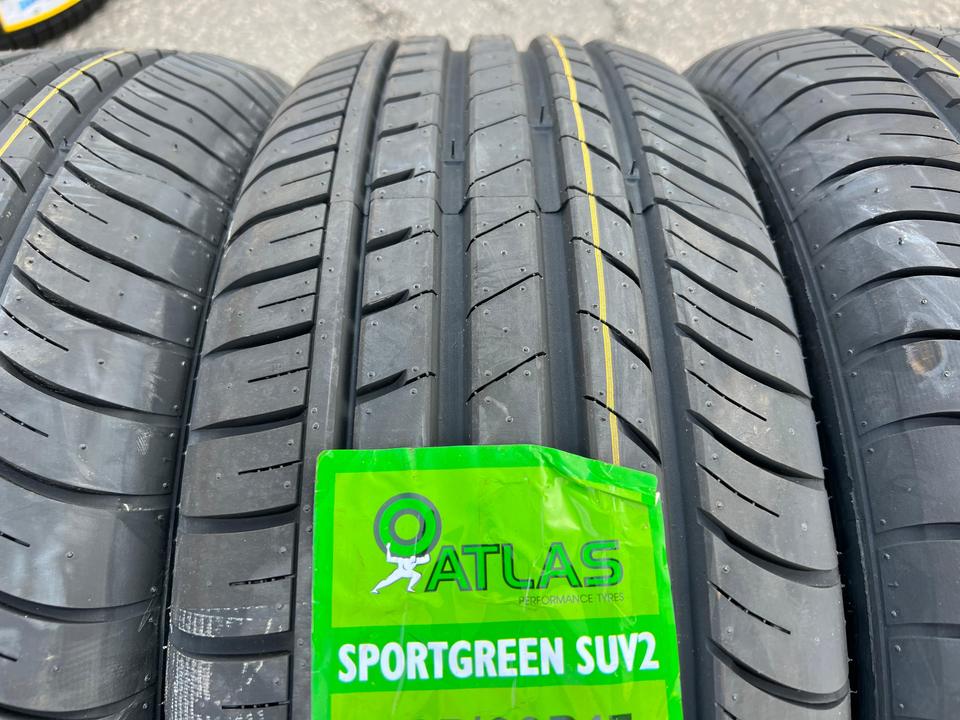 ATLAS
PERFORMANCE TYRES
SPORTGREEN SUV2